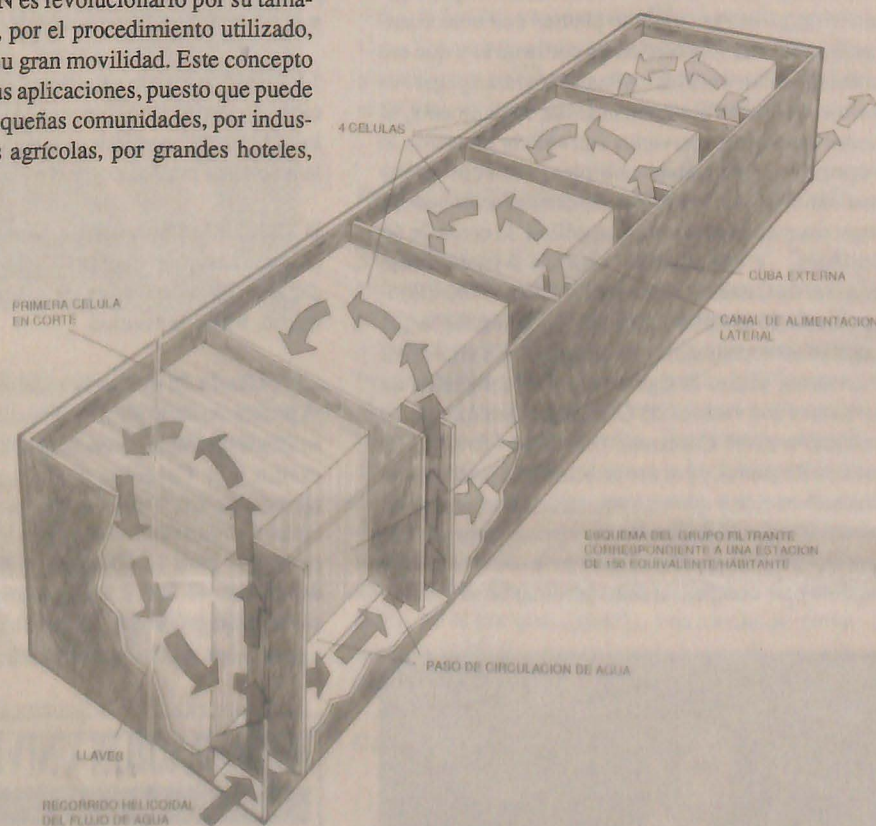 N es revolucionario por su tama-
, por el procedimiento utilizado,
u gran movilidad. Este concepto
as aplicaciones, puesto que puede
queñas comunidades, por indus-
s agrícolas, por grandes hoteles,
4 CELULAS
CUBA EXTERNA
PRIMERA CELULA
EN CORTE
CANAL DE ALIMENTACION
LATERAL
ESQUEMA DEL GRUPO FILTRANTE
CORRESPONDIENTE A UNA ESTACION
DE 150 EQUIVALENTE/HABITANTE
PASO DE CIRCULACION DE AGUA
LLAVES
RECORRIDO HELICOIDAL
DEL FLUJO DE AGUA